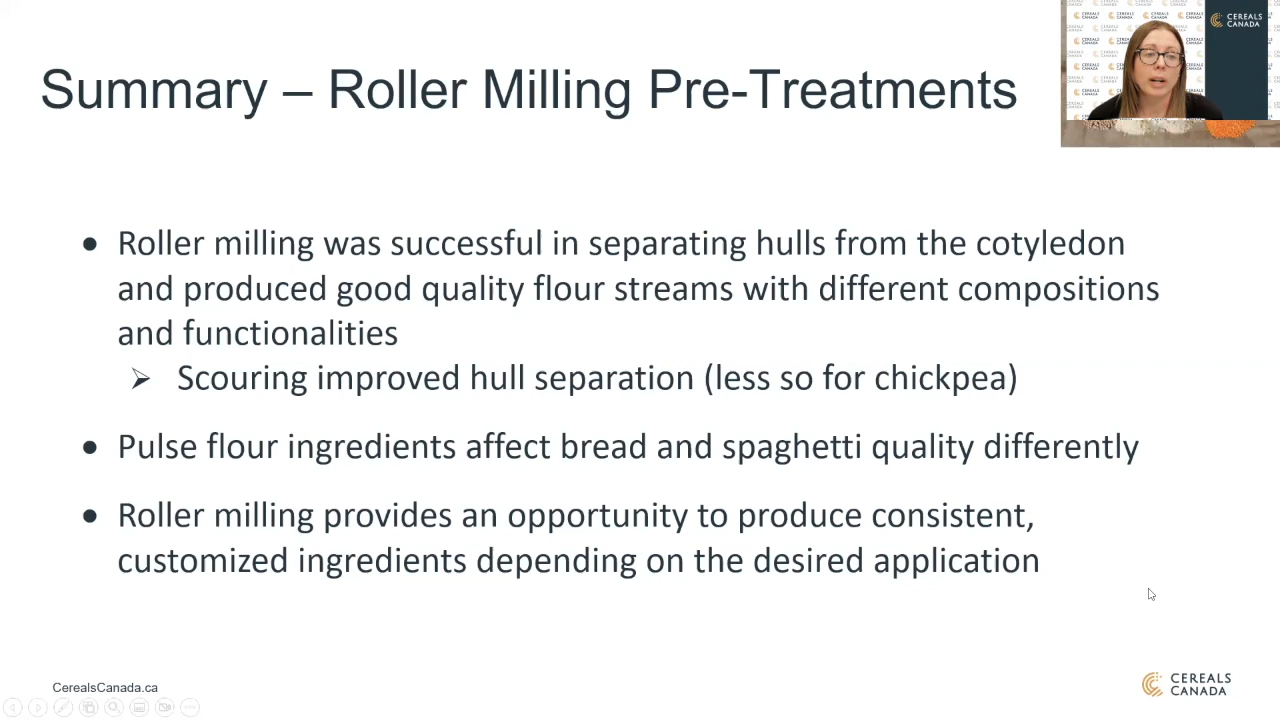 CEREALS
CANADA
Summary – Roller Milling Pre-Treatments
• Roller milling was successful in separating hulls from the cotyledon
and produced good quality flour streams with different compositions
and functionalities
➢ Scouring improved hull separation (less so for chickpea)
• Pulse flour ingredients affect bread and spaghetti quality differently
• Roller milling provides an opportunity to produce consistent,
customized ingredients depending on the desired application
CerealsCanada.ca
CEREALS
CANADA